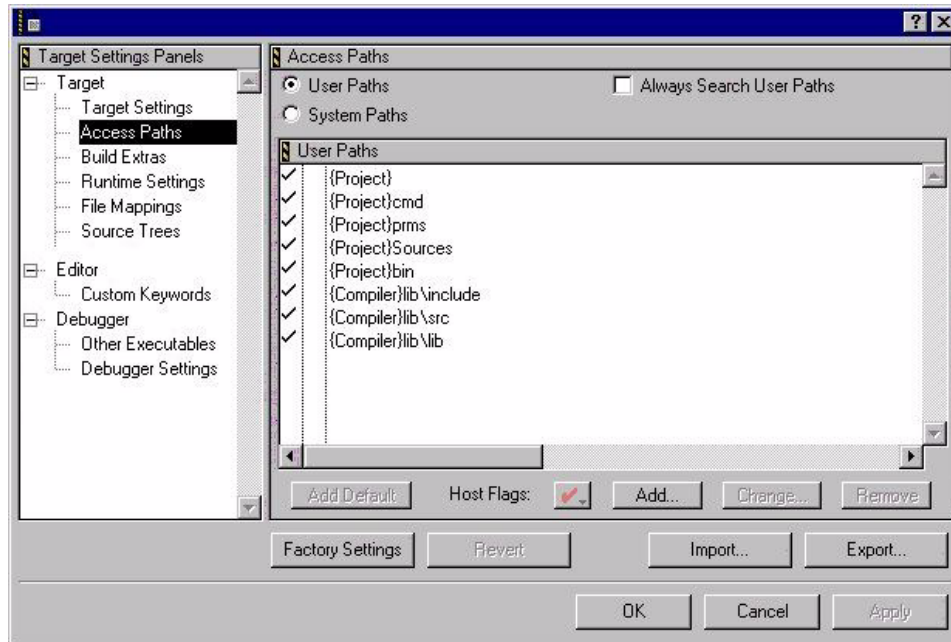 Target Settings Panels
Target
Target Settings
Access Paths
Build Extras
Runtime Settings
File Mappings
Source Trees
Editor
Custom Keywords
Debugger
Other Executables
Debugger Settings
Access Paths
User Paths
Always Search User Paths
System Paths
User Paths
{Project}
{Project}cmd
{Project}prms
{Project}Sources
{Project}bin
{Compiler}lib\include
{Compiler}lib\src
{Compiler}lib\lib
Add Default Host Flags: Add... Change... Remove
Factory Settings Revert Import... Export...
OK Cancel Apply